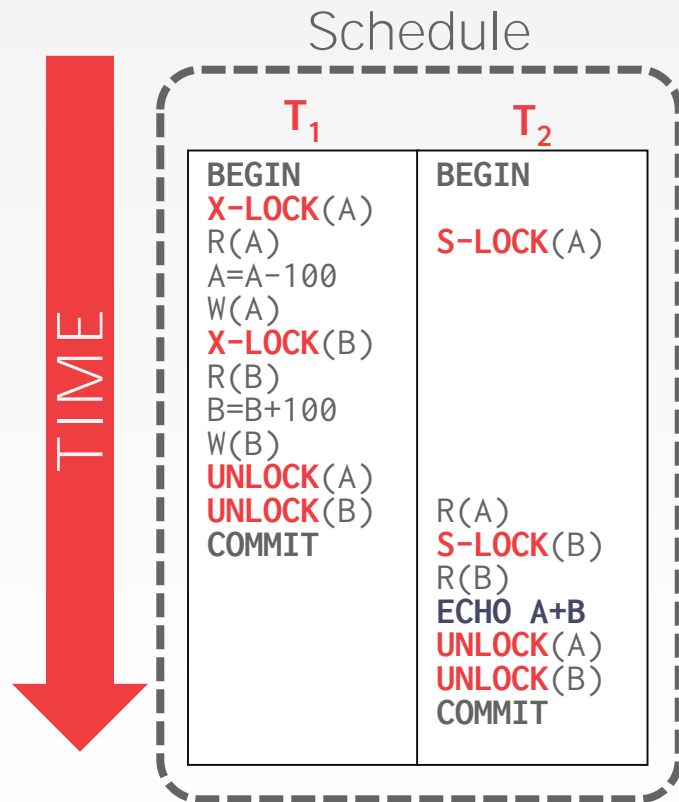 Schedule
TIME
T₁
T₂
BEGIN
X-LOCK(A)
R(A)
A=A-100
W(A)
X-LOCK(B)
R(B)
B=B+100
W(B)
UNLOCK(A)
UNLOCK(B)
COMMIT
BEGIN
S-LOCK(A)
R(A)
S-LOCK(B)
R(B)
ECHO A+B
UNLOCK(A)
UNLOCK(B)
COMMIT